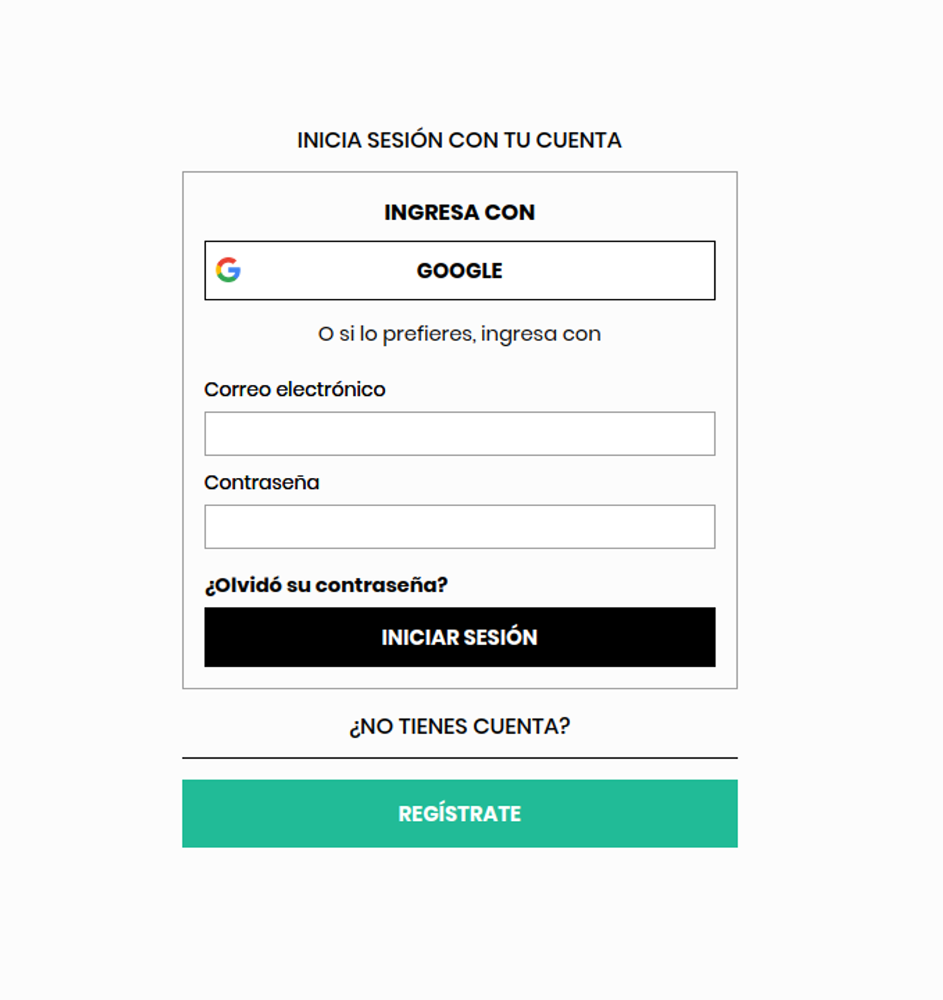 INICIA SESIÓN CON TU CUENTA
INGRESA CON
GOOGLE
O si lo prefieres, ingresa con
Correo electrónico
Contraseña
¿Olvidó su contraseña?
INICIAR SESIÓN
¿NO TIENES CUENTA?
REGÍSTRATE